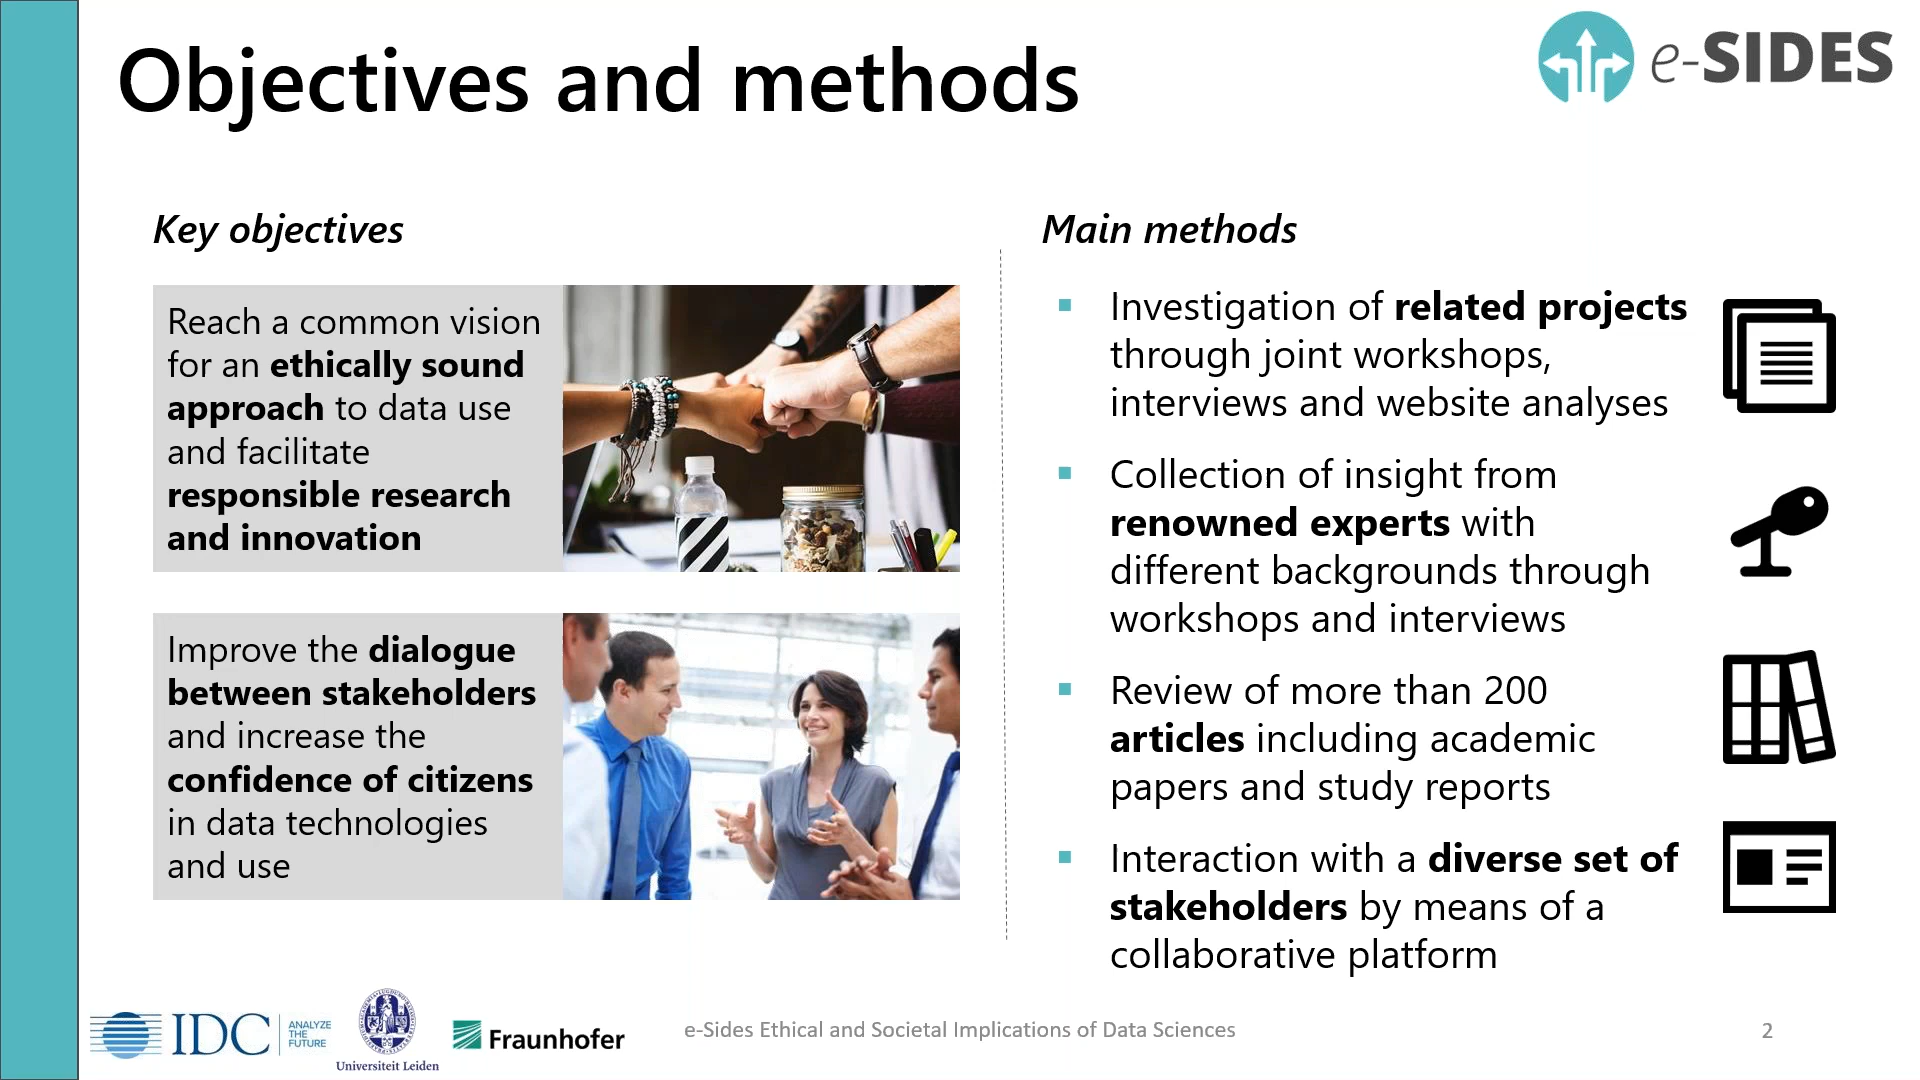 Objectives and methods
e-SIDES
Key objectives
Reach a common vision
for an ethically sound
approach to data use
and facilitate
responsible research
and innovation
Improve the dialogue
between stakeholders
and increase the
confidence of citizens
in data technologies
and use
Main methods
Investigation of related projects
through joint workshops,
interviews and website analyses
Collection of insight from
renowned experts with
different backgrounds through
workshops and interviews
Review of more than 200
articles including academic
papers and study reports
Interaction with a diverse set of
stakeholders by means of a
collaborative platform
IDC
ANALYZE
THE
FUTURE
Universiteit Leiden
Fraunhofer
e-Sides Ethical and Societal Implications of Data Sciences
2